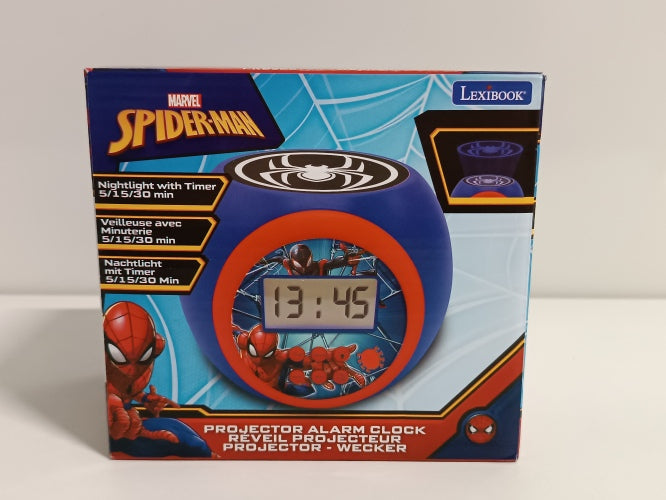 MARVEL
SPIDER-MAN
LEXIBOOK®
Nightlight with Timer
5/15/30 min
Veilleuse avec
Minuterie
5/15/30 min
Nachtlicht
mit Timer
5/15/30 Min
13:45
PROJECTOR ALARM CLOCK
RÉVEIL PROJECTEUR
PROJECTOR - WECKER